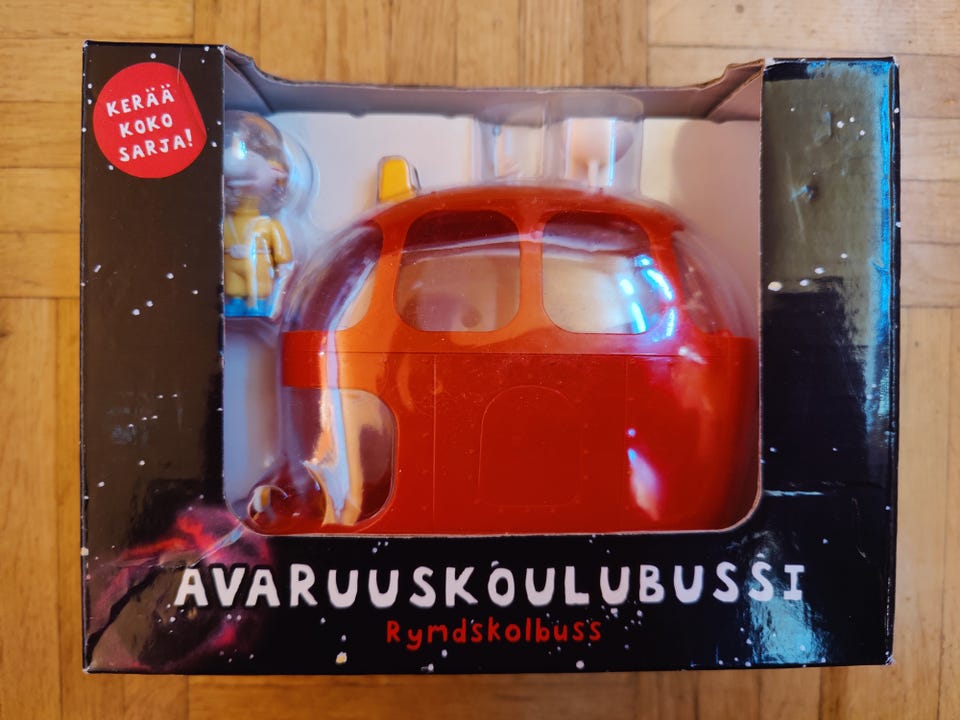 KERÄÄ
KOKO
SARJA!
AVARUUSKOULUBUSSI
Rymdskolbuss